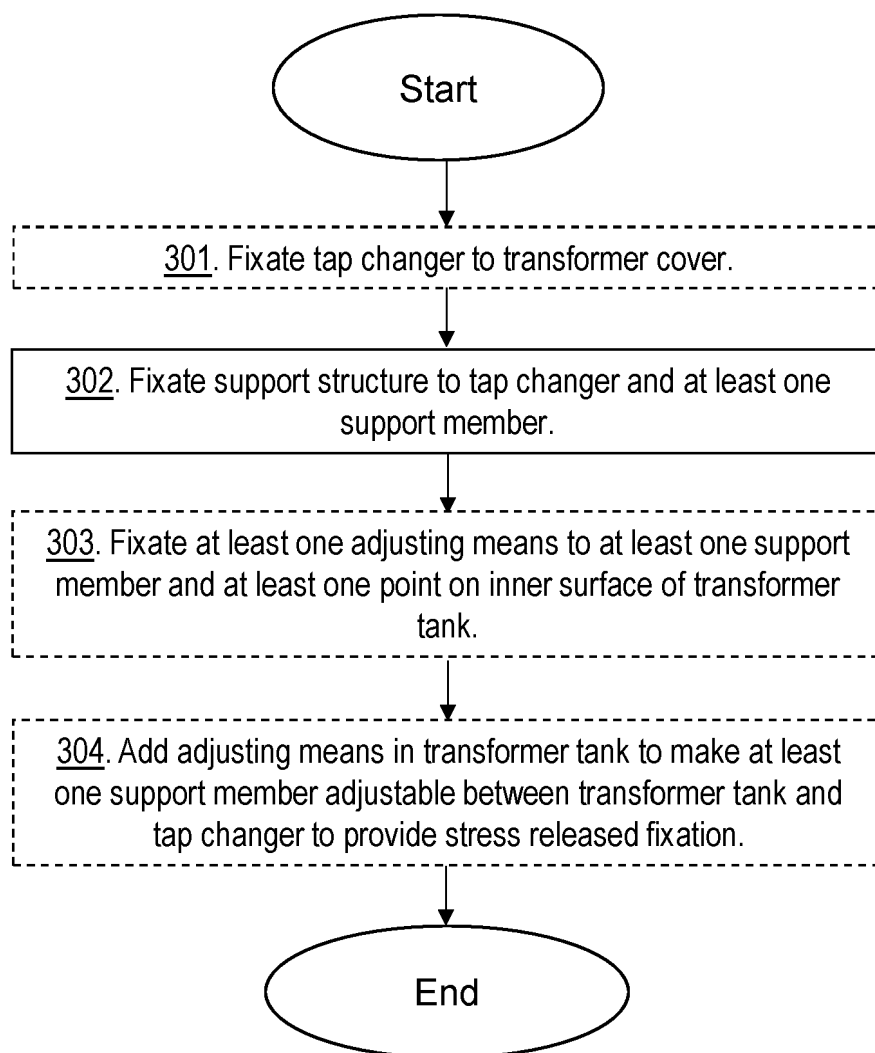 Start
301. Fixate tap changer to transformer cover.
302. Fixate support structure to tap changer and at least one
support member.
303. Fixate at least one adjusting means to at least one support
member and at least one point on inner surface of transformer
tank.
304. Add adjusting means in transformer tank to make at least
one support member adjustable between transformer tank and
tap changer to provide stress released fixation.
End